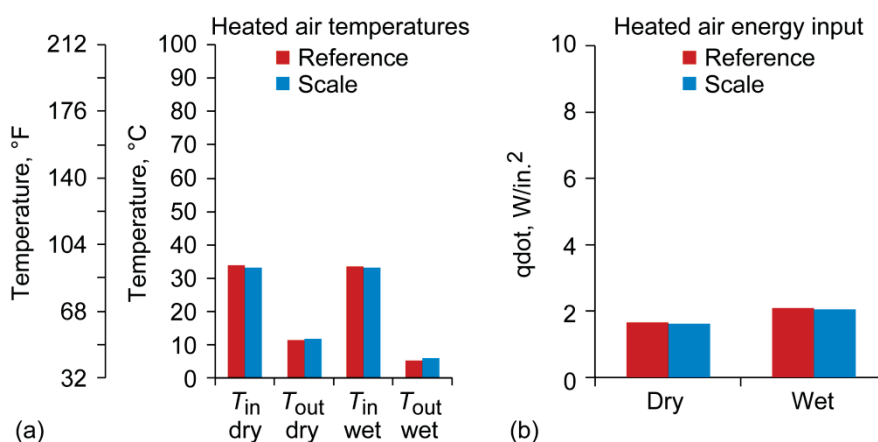 Heated air temperatures
Reference
Scale
Temperature, °F
212
176
140
104
68
32
Temperature, °C
100
90
80
70
60
50
40
30
20
10
0
Tin dry
Tout dry
Tin wet
Tout wet
(a)
Heated air energy input
Reference
Scale
qdot, W/in.2
10
8
6
4
2
0
Dry
Wet
(b)